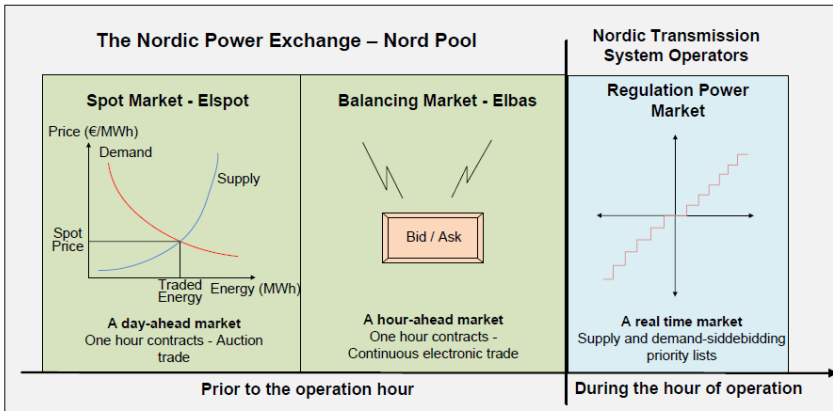 The Nordic Power Exchange – Nord Pool
Nordic Transmission
System Operators
Spot Market - Elspot
Price (€/MWh)
Demand
Supply
Spot
Price
Traded
Energy
Energy (MWh)
A day-ahead market
One hour contracts - Auction
trade
Balancing Market - Elbas
Bid / Ask
A hour-ahead market
One hour contracts -
Continuous electronic trade
Regulation Power
Market
A real time market
Supply and demand-siddebidding
priority lists
Prior to the operation hour
During the hour of operation